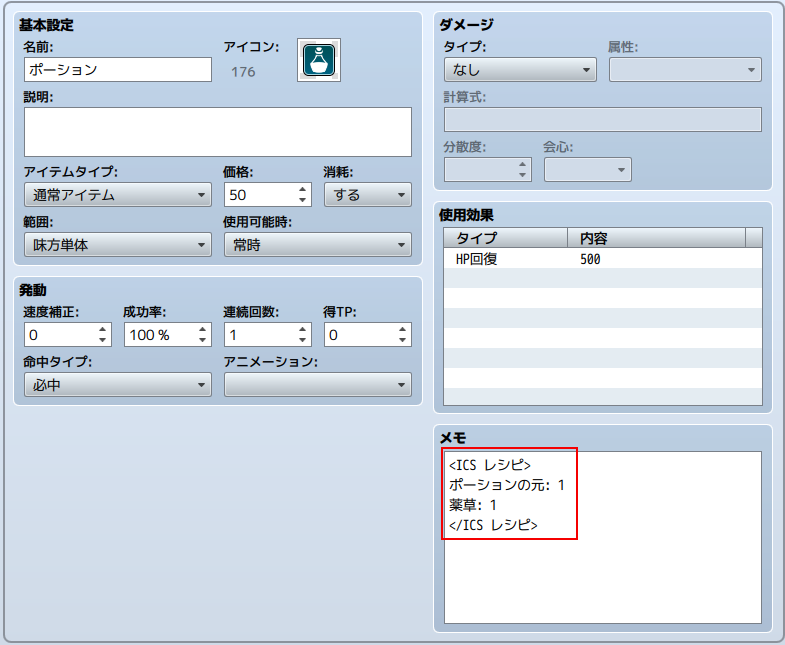 基本設定
名前:
アイコン:
ポーション
176
説明:
アイテムタイプ:
価格:
消耗:
通常アイテム
50
する
範囲:
使用可能時:
味方単体
常時
発動
速度補正:
成功率:
連続回数:
得TP:
0
100 %
1
0
命中タイプ:
アニメーション:
必中
ダメージ
タイプ:
属性:
なし
計算式:
分散度:
会心:
使用効果
タイプ
内容
HP回復
500
メモ
<ICS レシピ>
ポーションの元: 1
薬草: 1
</ICS レシピ>